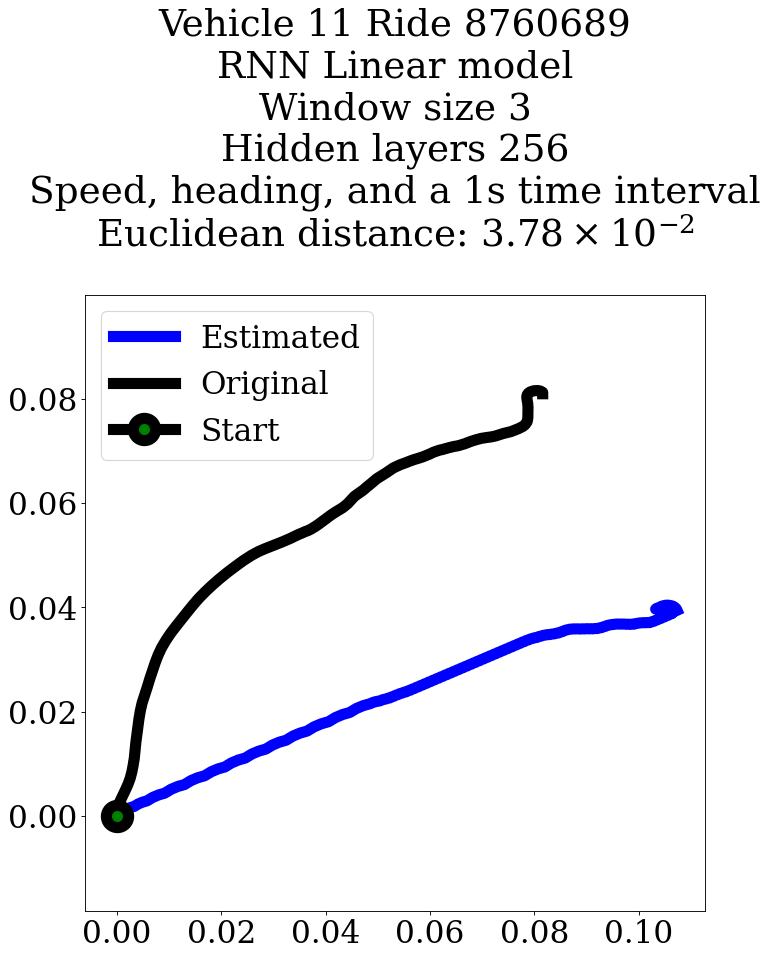 Vehicle 11 Ride 8760689
RNN Linear model
Window size 3
Hidden layers 256
Speed, heading, and a 1s time interval
Euclidean distance: 3.78 × 10⁻²
Estimated
Original
Start
0.08
0.06
0.04
0.02
0.00
0.00 0.02 0.04 0.06 0.08 0.10